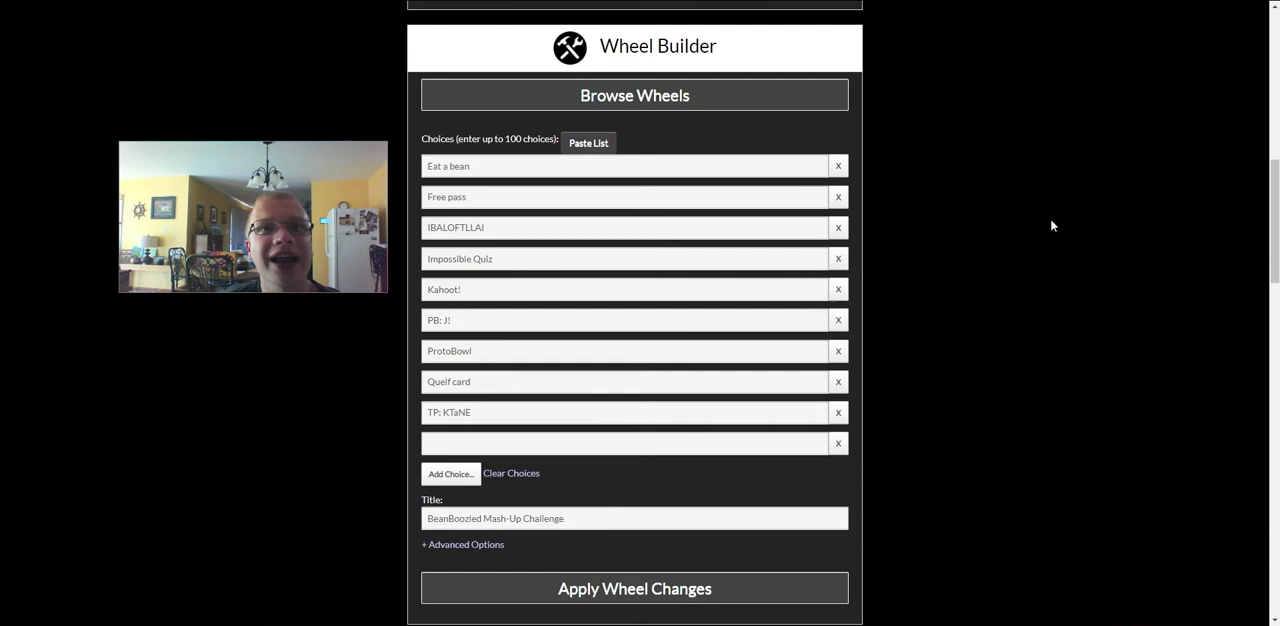 Wheel Builder
Browse Wheels
Choices (enter up to 100 choices): Paste List
Eat a bean X
Free pass X
IBALOFTLLAI X
Impossible Quiz X
Kahoot! X
PB: J! X
ProtoBowl X
Quelf card X
TP: KTaNE X
X
Add Choice... Clear Choices
Title:
BeanBoozled Mash-Up Challenge
+ Advanced Options
Apply Wheel Changes